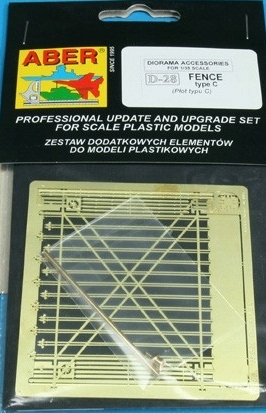 ABER
SINCE 1995
DIORAMA ACCESSORIES
FOR 1/35 SCALE
D-28
FENCE
type C
(Płot typu C)
PROFESSIONAL UPDATE AND UPGRADE SET
FOR SCALE PLASTIC MODELS
ZESTAW DODATKOWYCH ELEMENTÓW
DO MODELI PLASTIKOWYCH